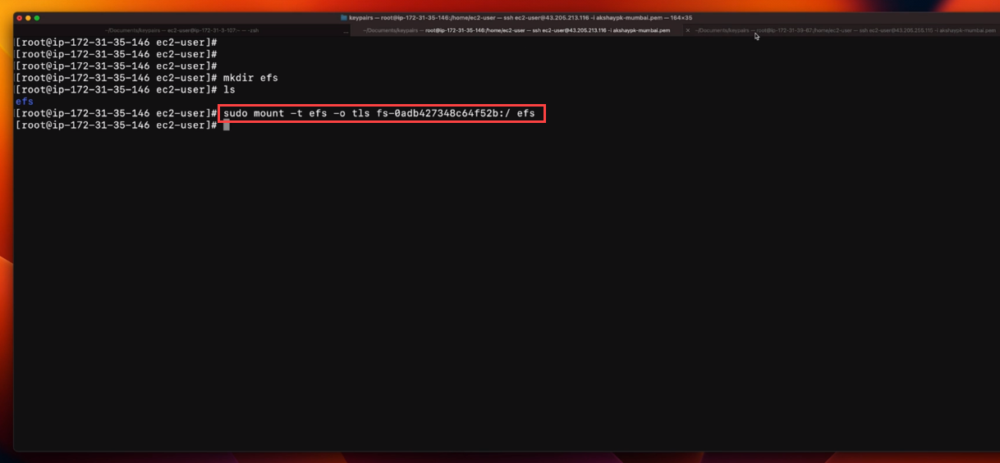 keypairs — root@ip-172-31-35-146:/home/ec2-user — ssh ec2-user@43.205.213.116 -i akshaypk-mumbai.pem — 164×35
~/Documents/keypairs — ec2-user@ip-172-31-3-107:~ — -zsh ... ~/Documents/keypairs — root@ip-172-31-35-146:/home/ec2-user — ssh ec2-user@43.205.213.116 -i akshaypk-mumbai.pem × ~/Documents/keypairs — root@ip-172-31-39-67:/home/ec2-user — ssh ec2-user@43.205.255.115 -i akshaypk-mumbai.pem
[root@ip-172-31-35-146 ec2-user]#
[root@ip-172-31-35-146 ec2-user]#
[root@ip-172-31-35-146 ec2-user]#
[root@ip-172-31-35-146 ec2-user]# mkdir efs
[root@ip-172-31-35-146 ec2-user]# ls
efs
[root@ip-172-31-35-146 ec2-user]# sudo mount -t efs -o tls fs-0adb427348c64f52b:/ efs
[root@ip-172-31-35-146 ec2-user]#